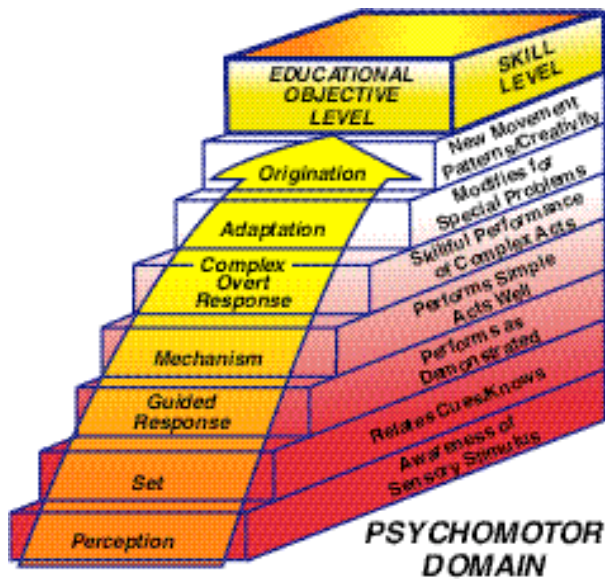 EDUCATIONAL
OBJECTIVE
LEVEL
SKILL
LEVEL
Origination
New Movement
Patterns/Creativity
Adaptation
Modifies for
Special Problems
Complex
Overt
Response
Skillful Performance
of Complex Acts
Mechanism
Performs Simple
Acts Well
Guided
Response
Performs as
Demonstrated
Set
Relates Cues/Knows
Perception
Awareness of
Sensory Stimulus
PSYCHOMOTOR
DOMAIN